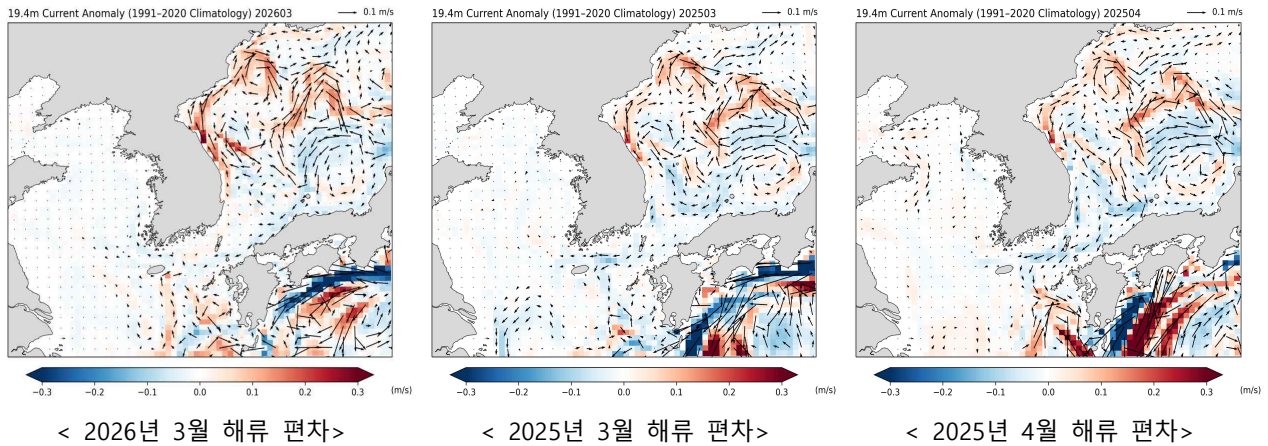 19.4m Current Anomaly (1991–2020 Climatology) 202603
0.1 m/s
−0.3 −0.2 −0.1 0.0 0.1 0.2 0.3 (m/s)
< 2026년 3월 해류 편차>
19.4m Current Anomaly (1991–2020 Climatology) 202503
0.1 m/s
−0.3 −0.2 −0.1 0.0 0.1 0.2 0.3 (m/s)
< 2025년 3월 해류 편차>
19.4m Current Anomaly (1991–2020 Climatology) 202504
0.1 m/s
−0.3 −0.2 −0.1 0.0 0.1 0.2 0.3 (m/s)
< 2025년 4월 해류 편차>